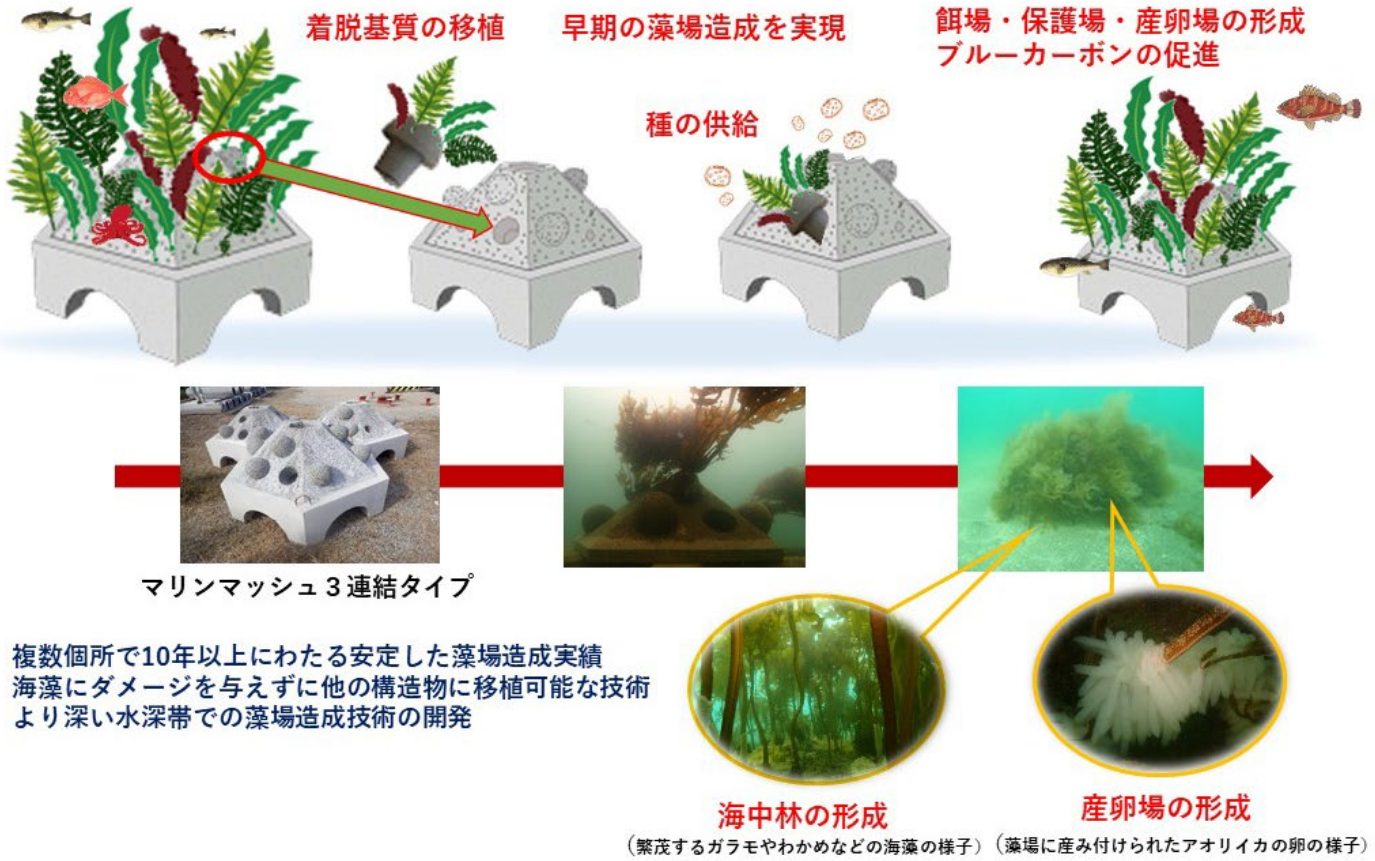 着脱基質の移植
早期の藻場造成を実現
餌場・保護場・産卵場の形成
ブルーカーボンの促進
種の供給
マリンマッシュ３連結タイプ
複数個所で10年以上にわたる安定した藻場造成実績
海藻にダメージを与えずに他の構造物に移植可能な技術
より深い水深帯での藻場造成技術の開発
海中林の形成
（繁茂するガラモやわかめなどの海藻の様子）
産卵場の形成
（藻場に産み付けられたアオリイカの卵の様子）